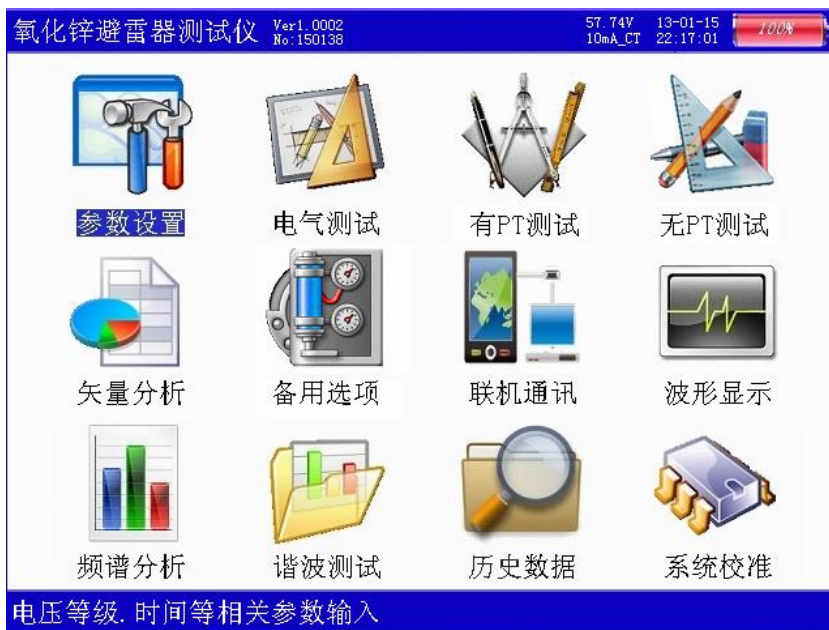 氧化锌避雷器测试仪 Ver1.0002 57.74V 13-01-15 100%
No:150138 10mA_CT 22:17:01
参数设置 电气测试 有PT测试 无PT测试
矢量分析 备用选项 联机通讯 波形显示
频谱分析 谐波测试 历史数据 系统校准
电压等级.时间等相关参数输入